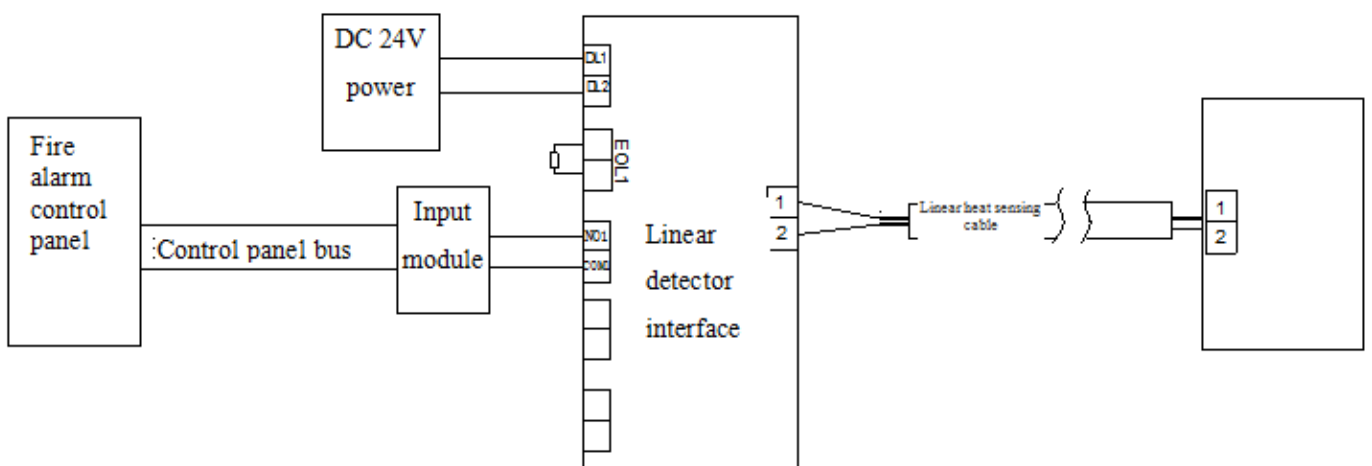 DC 24V
power
DL1
DL2
EOL1
Fire
alarm
control
panel
:Control panel bus
Input
module
NO1
Linear
detector
interface
1
2
Linear heat sensing
cable
1
2